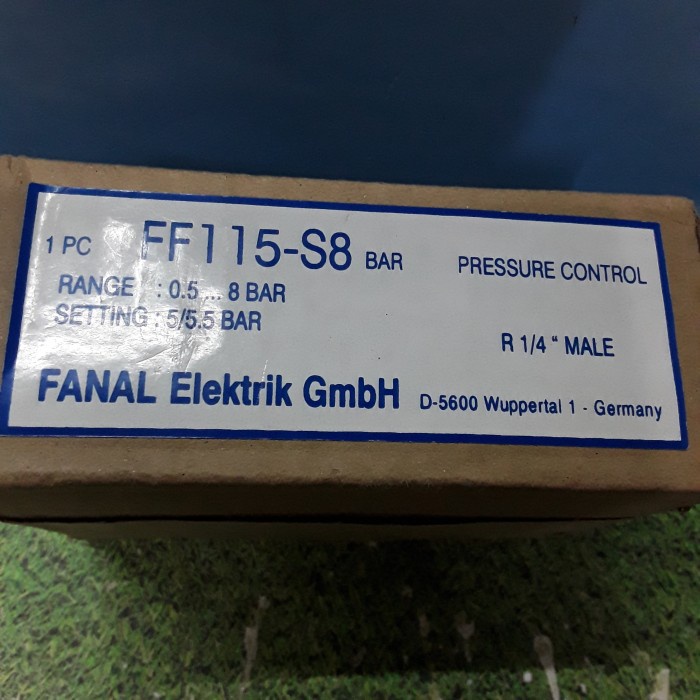 1 PC FF115-S8 BAR PRESSURE CONTROL
RANGE : 0.5 ... 8 BAR
SETTING : 5/5.5 BAR
R 1/4 " MALE
FANAL Elektrik GmbH D-5600 Wuppertal 1 - Germany